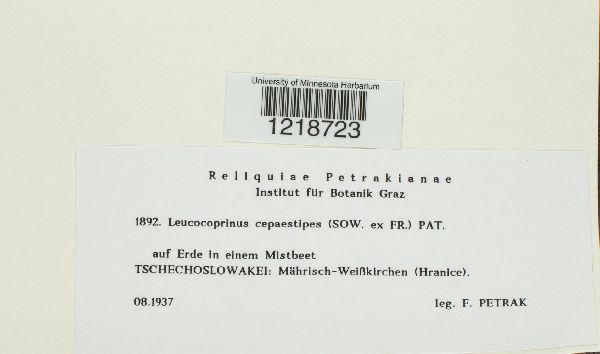 University of Minnesota Herbarium
1218723
Reliquiae Petrakianae
Institut für Botanik Graz
1892. Leucocoprinus cepaestipes (SOW. ex FR.) PAT.
auf Erde in einem Mistbeet
TSCHECHOSLOWAKEI: Mährisch-Weißkirchen (Hranice).
08.1937 leg. F. PETRAK